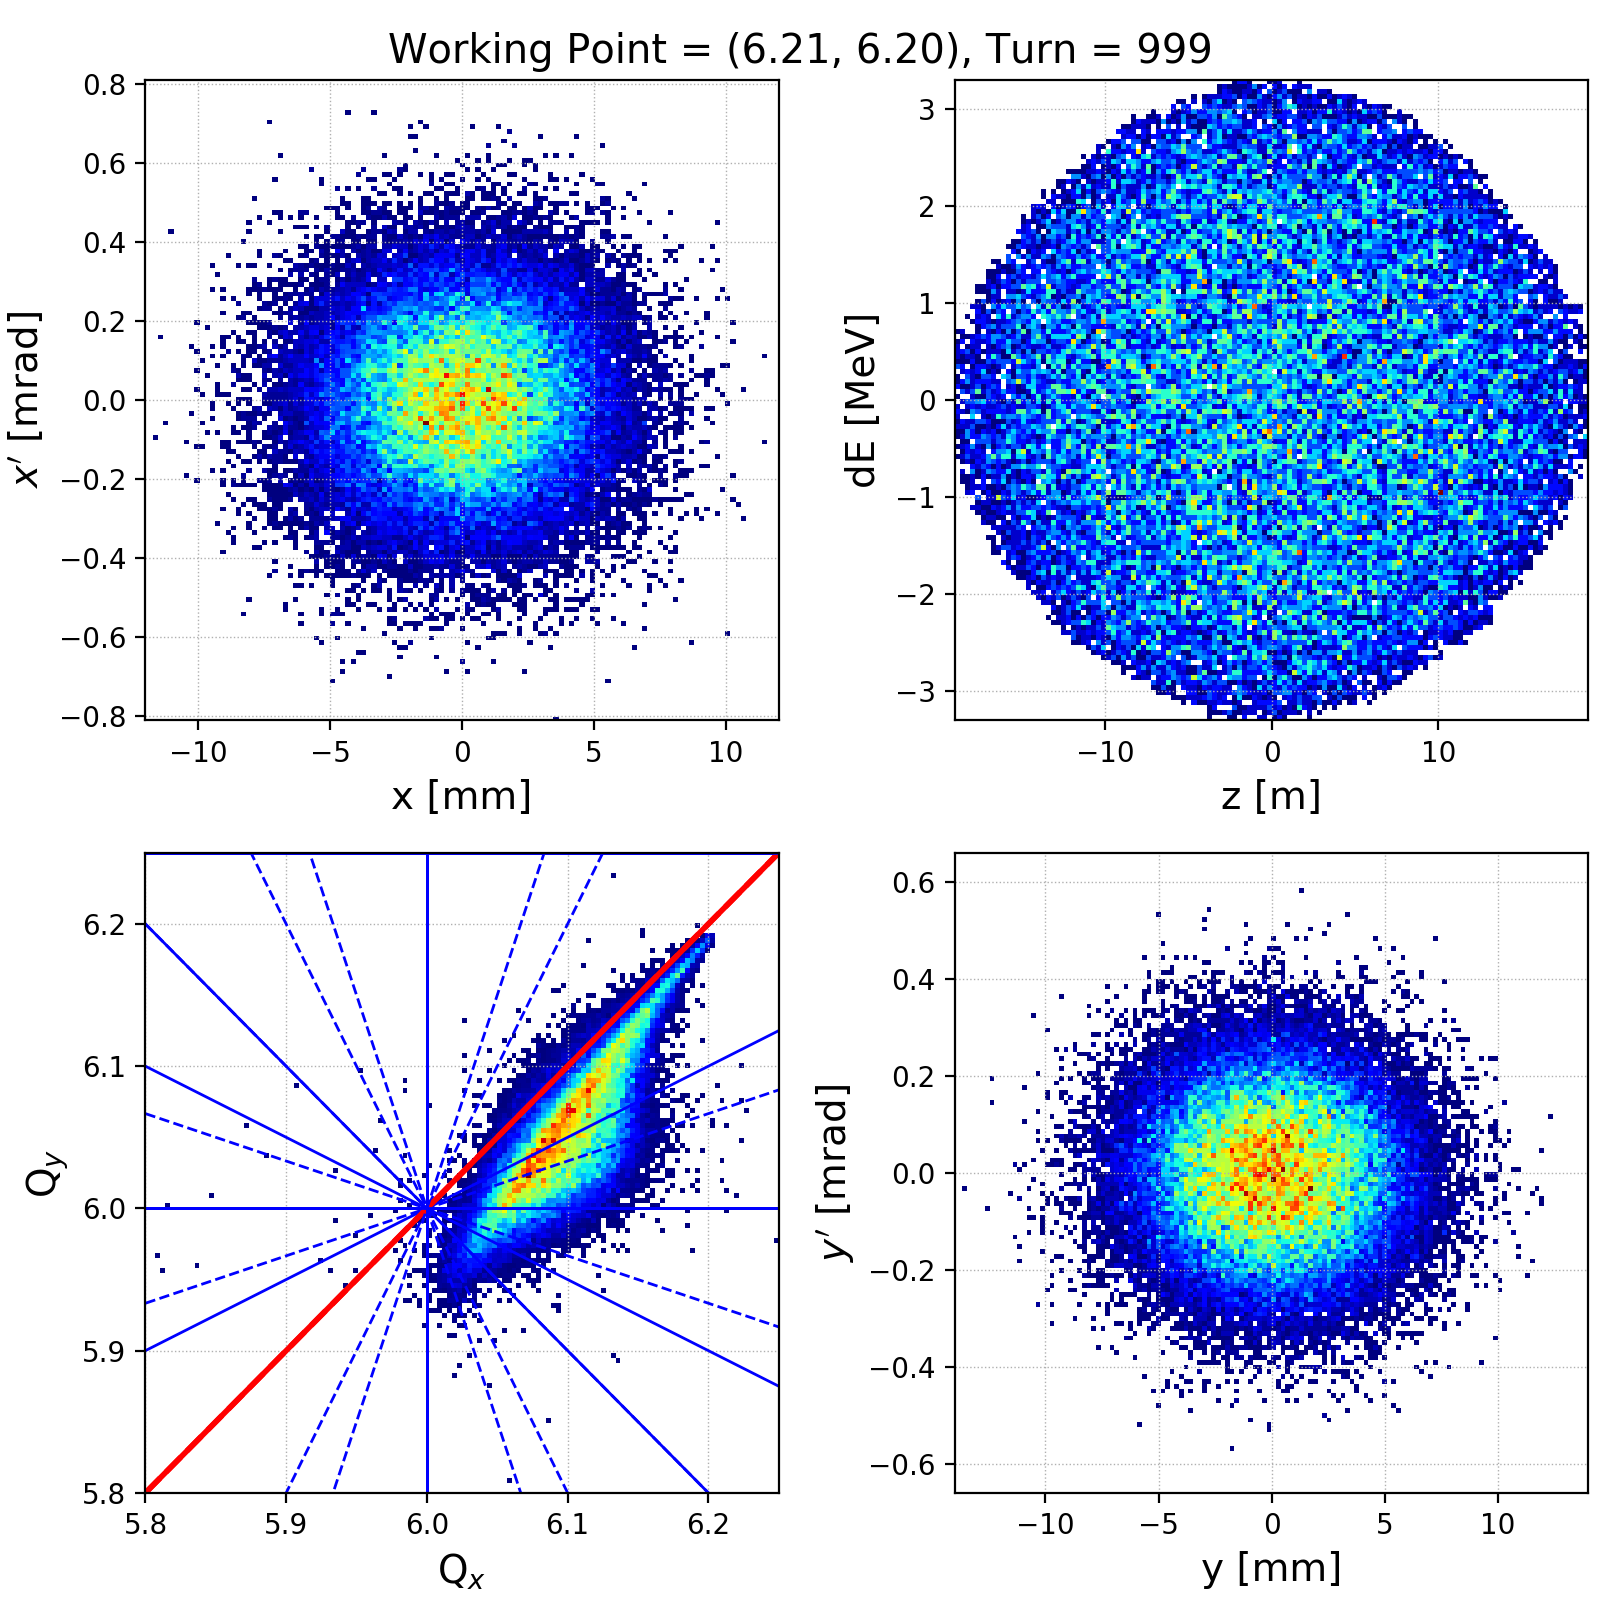 Working Point = (6.21, 6.20), Turn = 999
0.8
0.6
0.4
0.2
0.0
−0.2
−0.4
−0.6
−0.8
x′ [mrad]
−10 −5 0 5 10
x [mm]
3
2
1
0
−1
−2
−3
dE [MeV]
−10 0 10
z [m]
6.2
6.1
6.0
5.9
5.8
Qy
5.8 5.9 6.0 6.1 6.2
Qx
0.6
0.4
0.2
0.0
−0.2
−0.4
−0.6
y′ [mrad]
−10 −5 0 5 10
y [mm]